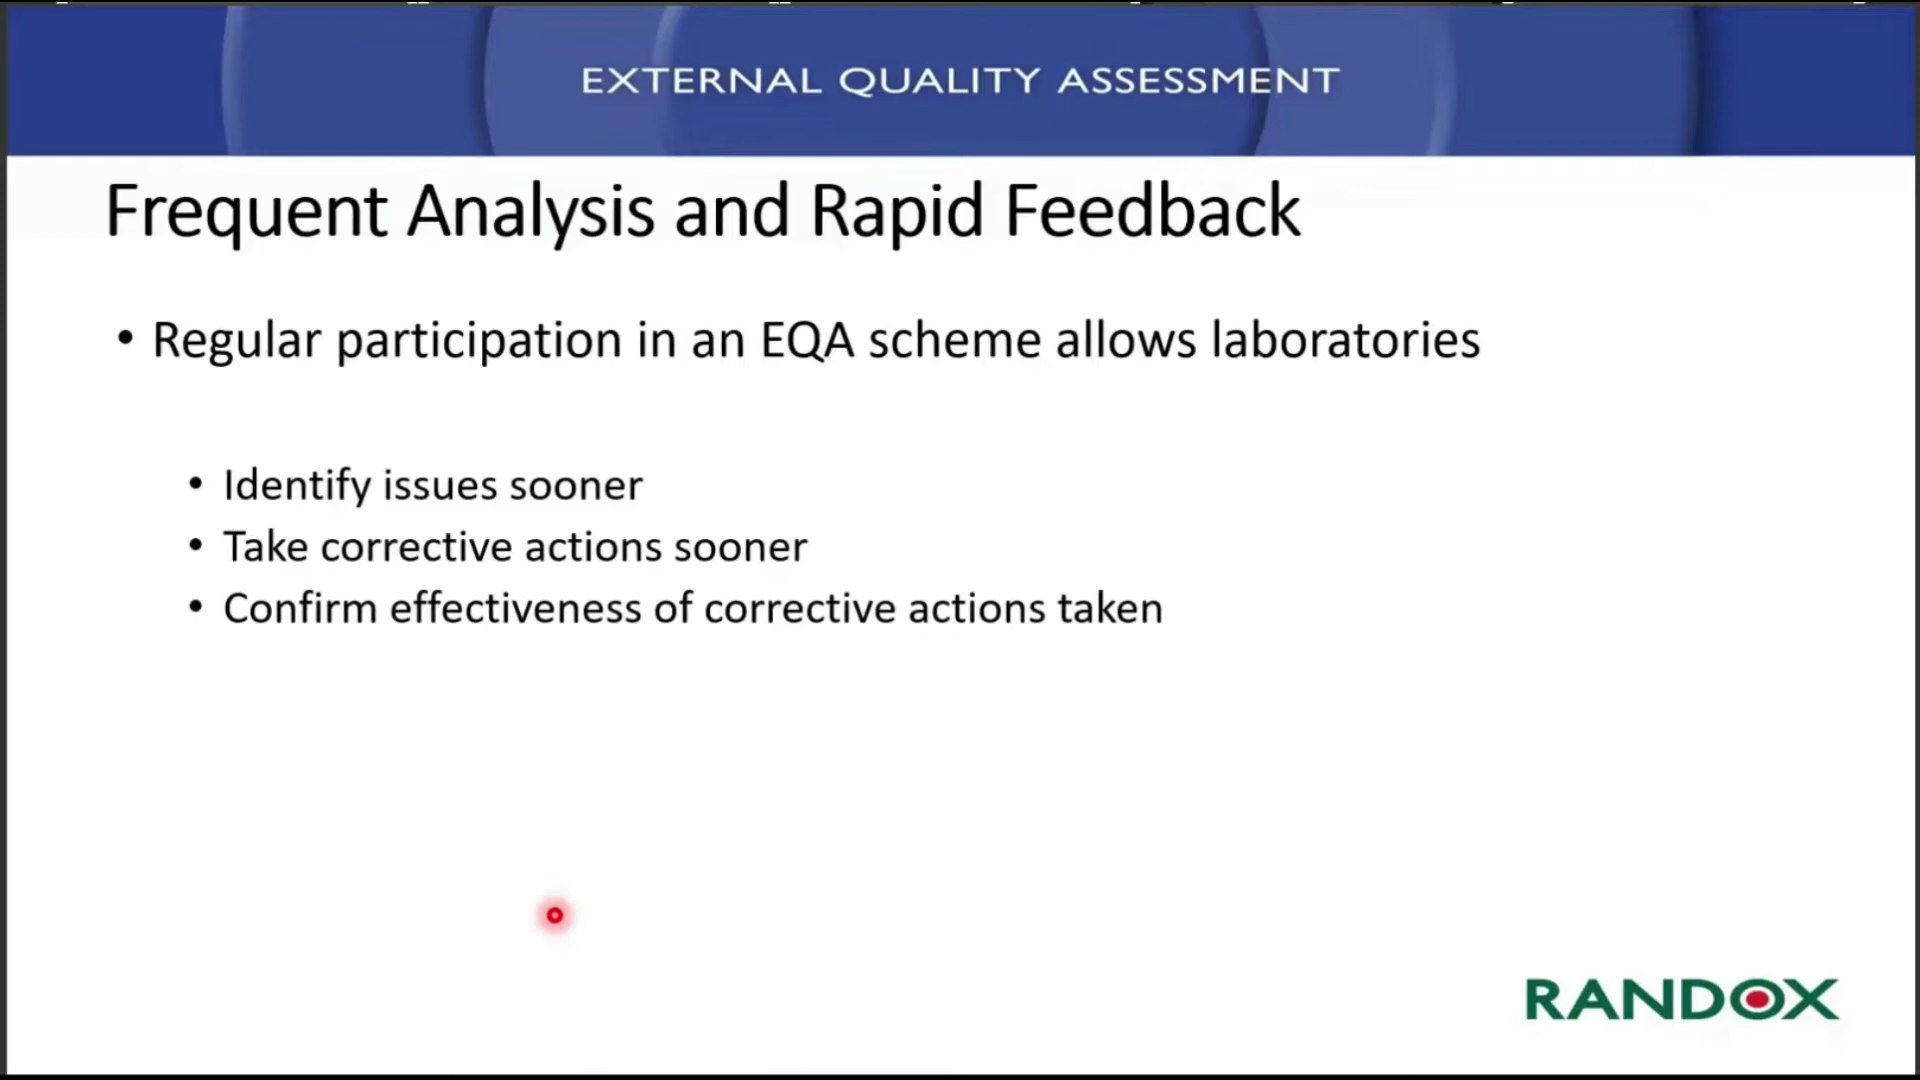 EXTERNAL QUALITY ASSESSMENT
Frequent Analysis and Rapid Feedback
• Regular participation in an EQA scheme allows laboratories
• Identify issues sooner
• Take corrective actions sooner
• Confirm effectiveness of corrective actions taken
RANDOX